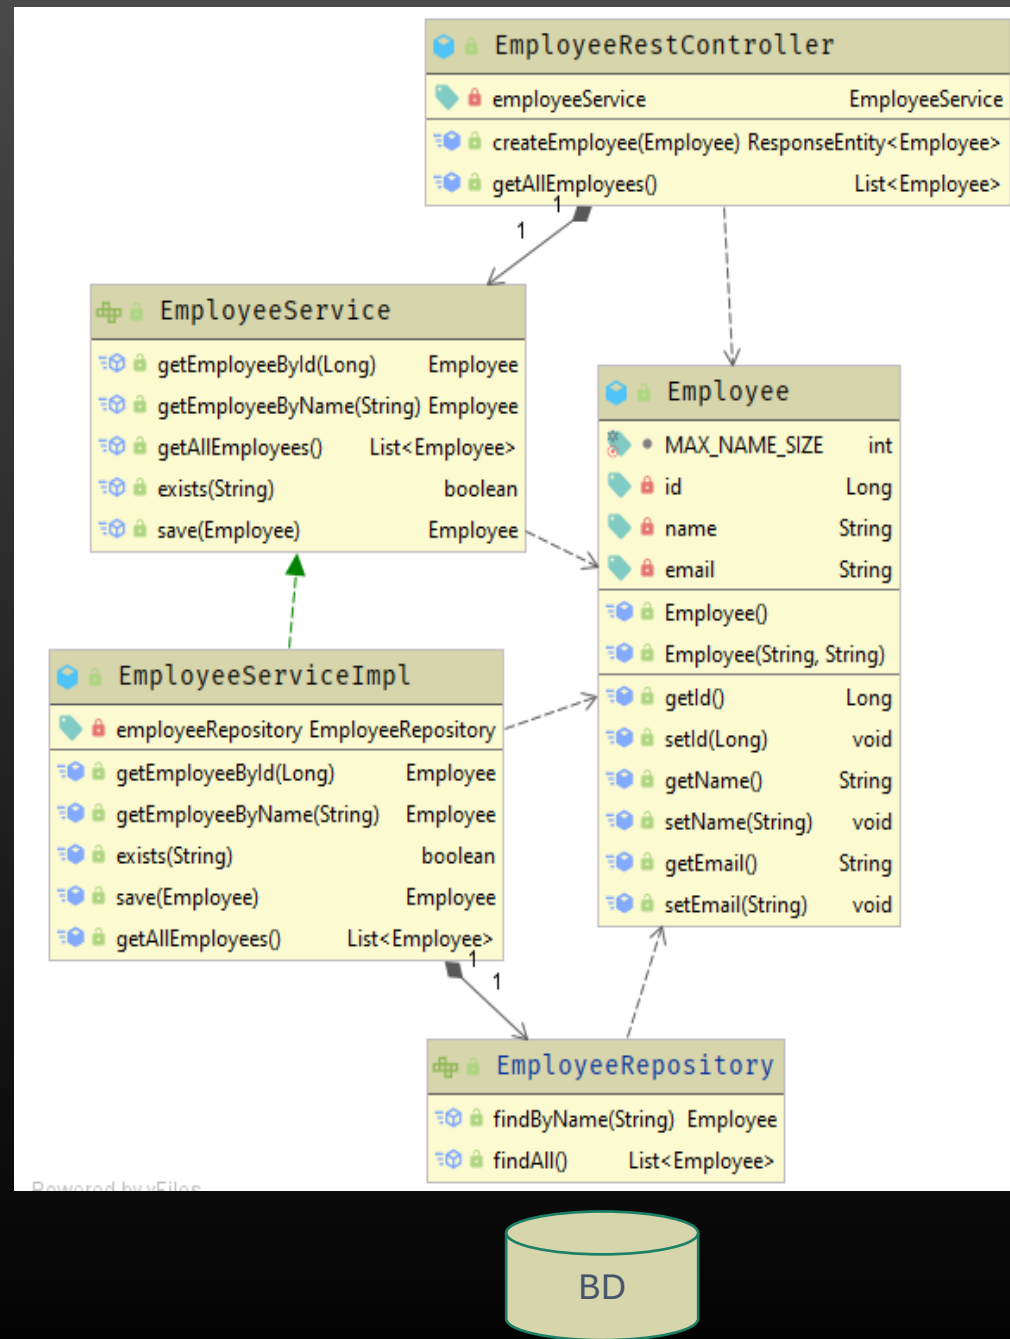 EmployeeRestController
employeeService EmployeeService
createEmployee(Employee) ResponseEntity<Employee>
getAllEmployees() List<Employee>
1
1
EmployeeService
getEmployeeById(Long) Employee
getEmployeeByName(String) Employee
getAllEmployees() List<Employee>
exists(String) boolean
save(Employee) Employee
Employee
MAX_NAME_SIZE int
id Long
name String
email String
Employee()
Employee(String, String)
getId() Long
setId(Long) void
getName() String
setName(String) void
getEmail() String
setEmail(String) void
EmployeeServiceImpl
employeeRepository EmployeeRepository
getEmployeeById(Long) Employee
getEmployeeByName(String) Employee
exists(String) boolean
save(Employee) Employee
getAllEmployees() List<Employee>
1
1
EmployeeRepository
findByName(String) Employee
findAll() List<Employee>
Powered by yFiles
BD